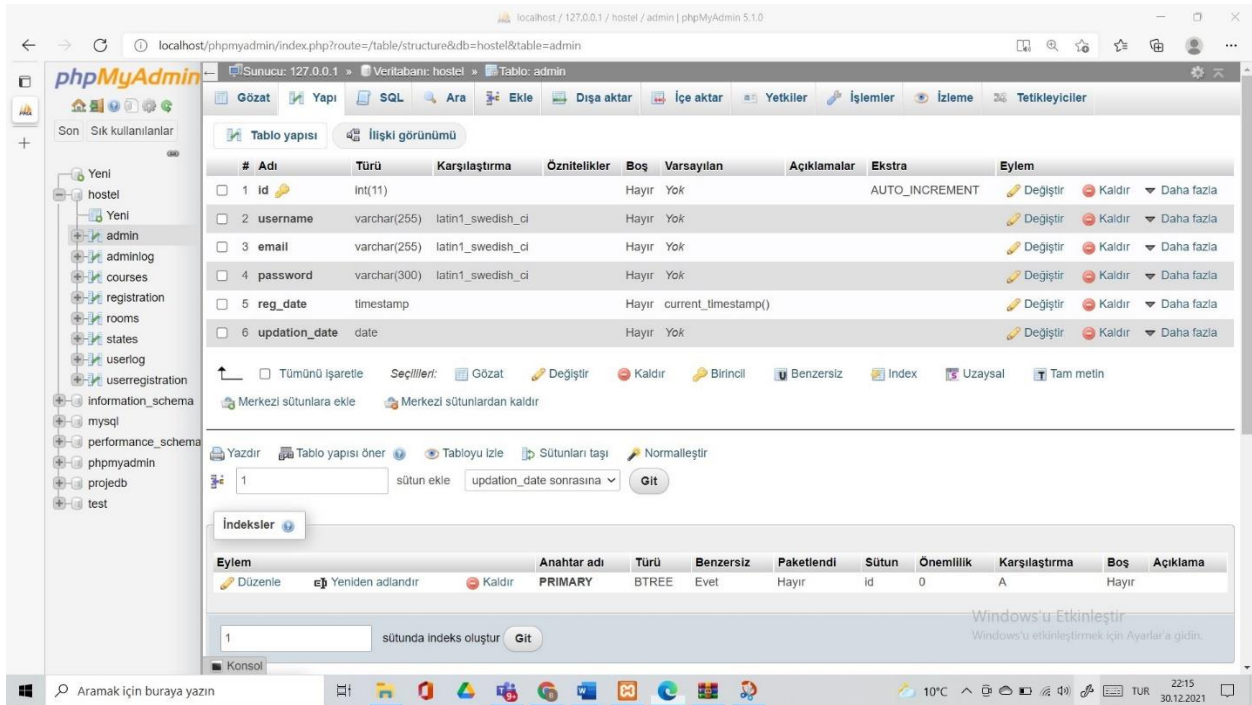 localhost / 127.0.0.1 / hostel / admin | phpMyAdmin 5.1.0
localhost/phpmyadmin/index.php?route=/table/structure&db=hostel&table=admin
phpMyAdmin
Son Sık kullanılanlar
Yeni
hostel
Yeni
admin
adminlog
courses
registration
rooms
states
userlog
userregistration
information_schema
mysql
performance_schema
phpmyadmin
projedb
test
Sunucu: 127.0.0.1 » Veritabanı: hostel » Tablo: admin
Gözat Yapı SQL Ara Ekle Dışa aktar İçe aktar Yetkiler İşlemler İzleme Tetikleyiciler
Tablo yapısı İlişki görünümü
# Adı Türü Karşılaştırma Öznitelikler Boş Varsayılan Açıklamalar Ekstra Eylem
1 id int(11) Hayır Yok AUTO_INCREMENT Değiştir Kaldır Daha fazla
2 username varchar(255) latin1_swedish_ci Hayır Yok Değiştir Kaldır Daha fazla
3 email varchar(255) latin1_swedish_ci Hayır Yok Değiştir Kaldır Daha fazla
4 password varchar(300) latin1_swedish_ci Hayır Yok Değiştir Kaldır Daha fazla
5 reg_date timestamp Hayır current_timestamp() Değiştir Kaldır Daha fazla
6 updation_date date Hayır Yok Değiştir Kaldır Daha fazla
Tümünü işaretle Seçilileri: Gözat Değiştir Kaldır Birincil Benzersiz Index Uzaysal Tam metin
Merkezi sütunlara ekle Merkezi sütunlardan kaldır
Yazdır Tablo yapısı öner Tabloyu izle Sütunları taşı Normalleştir
1 sütun ekle updation_date sonrasına Git
İndeksler
Eylem Anahtar adı Türü Benzersiz Paketlendi Sütun Önemlilik Karşılaştırma Boş Açıklama
Düzenle Yeniden adlandır Kaldır PRIMARY BTREE Evet Hayır id 0 A Hayır
1 sütunda indeks oluştur Git
Konsol
Windows'u Etkinleştir
Windows'u etkinleştirmek için Ayarlar'a gidin.
Aramak için buraya yazın
10°C TUR 22:15
30.12.2021